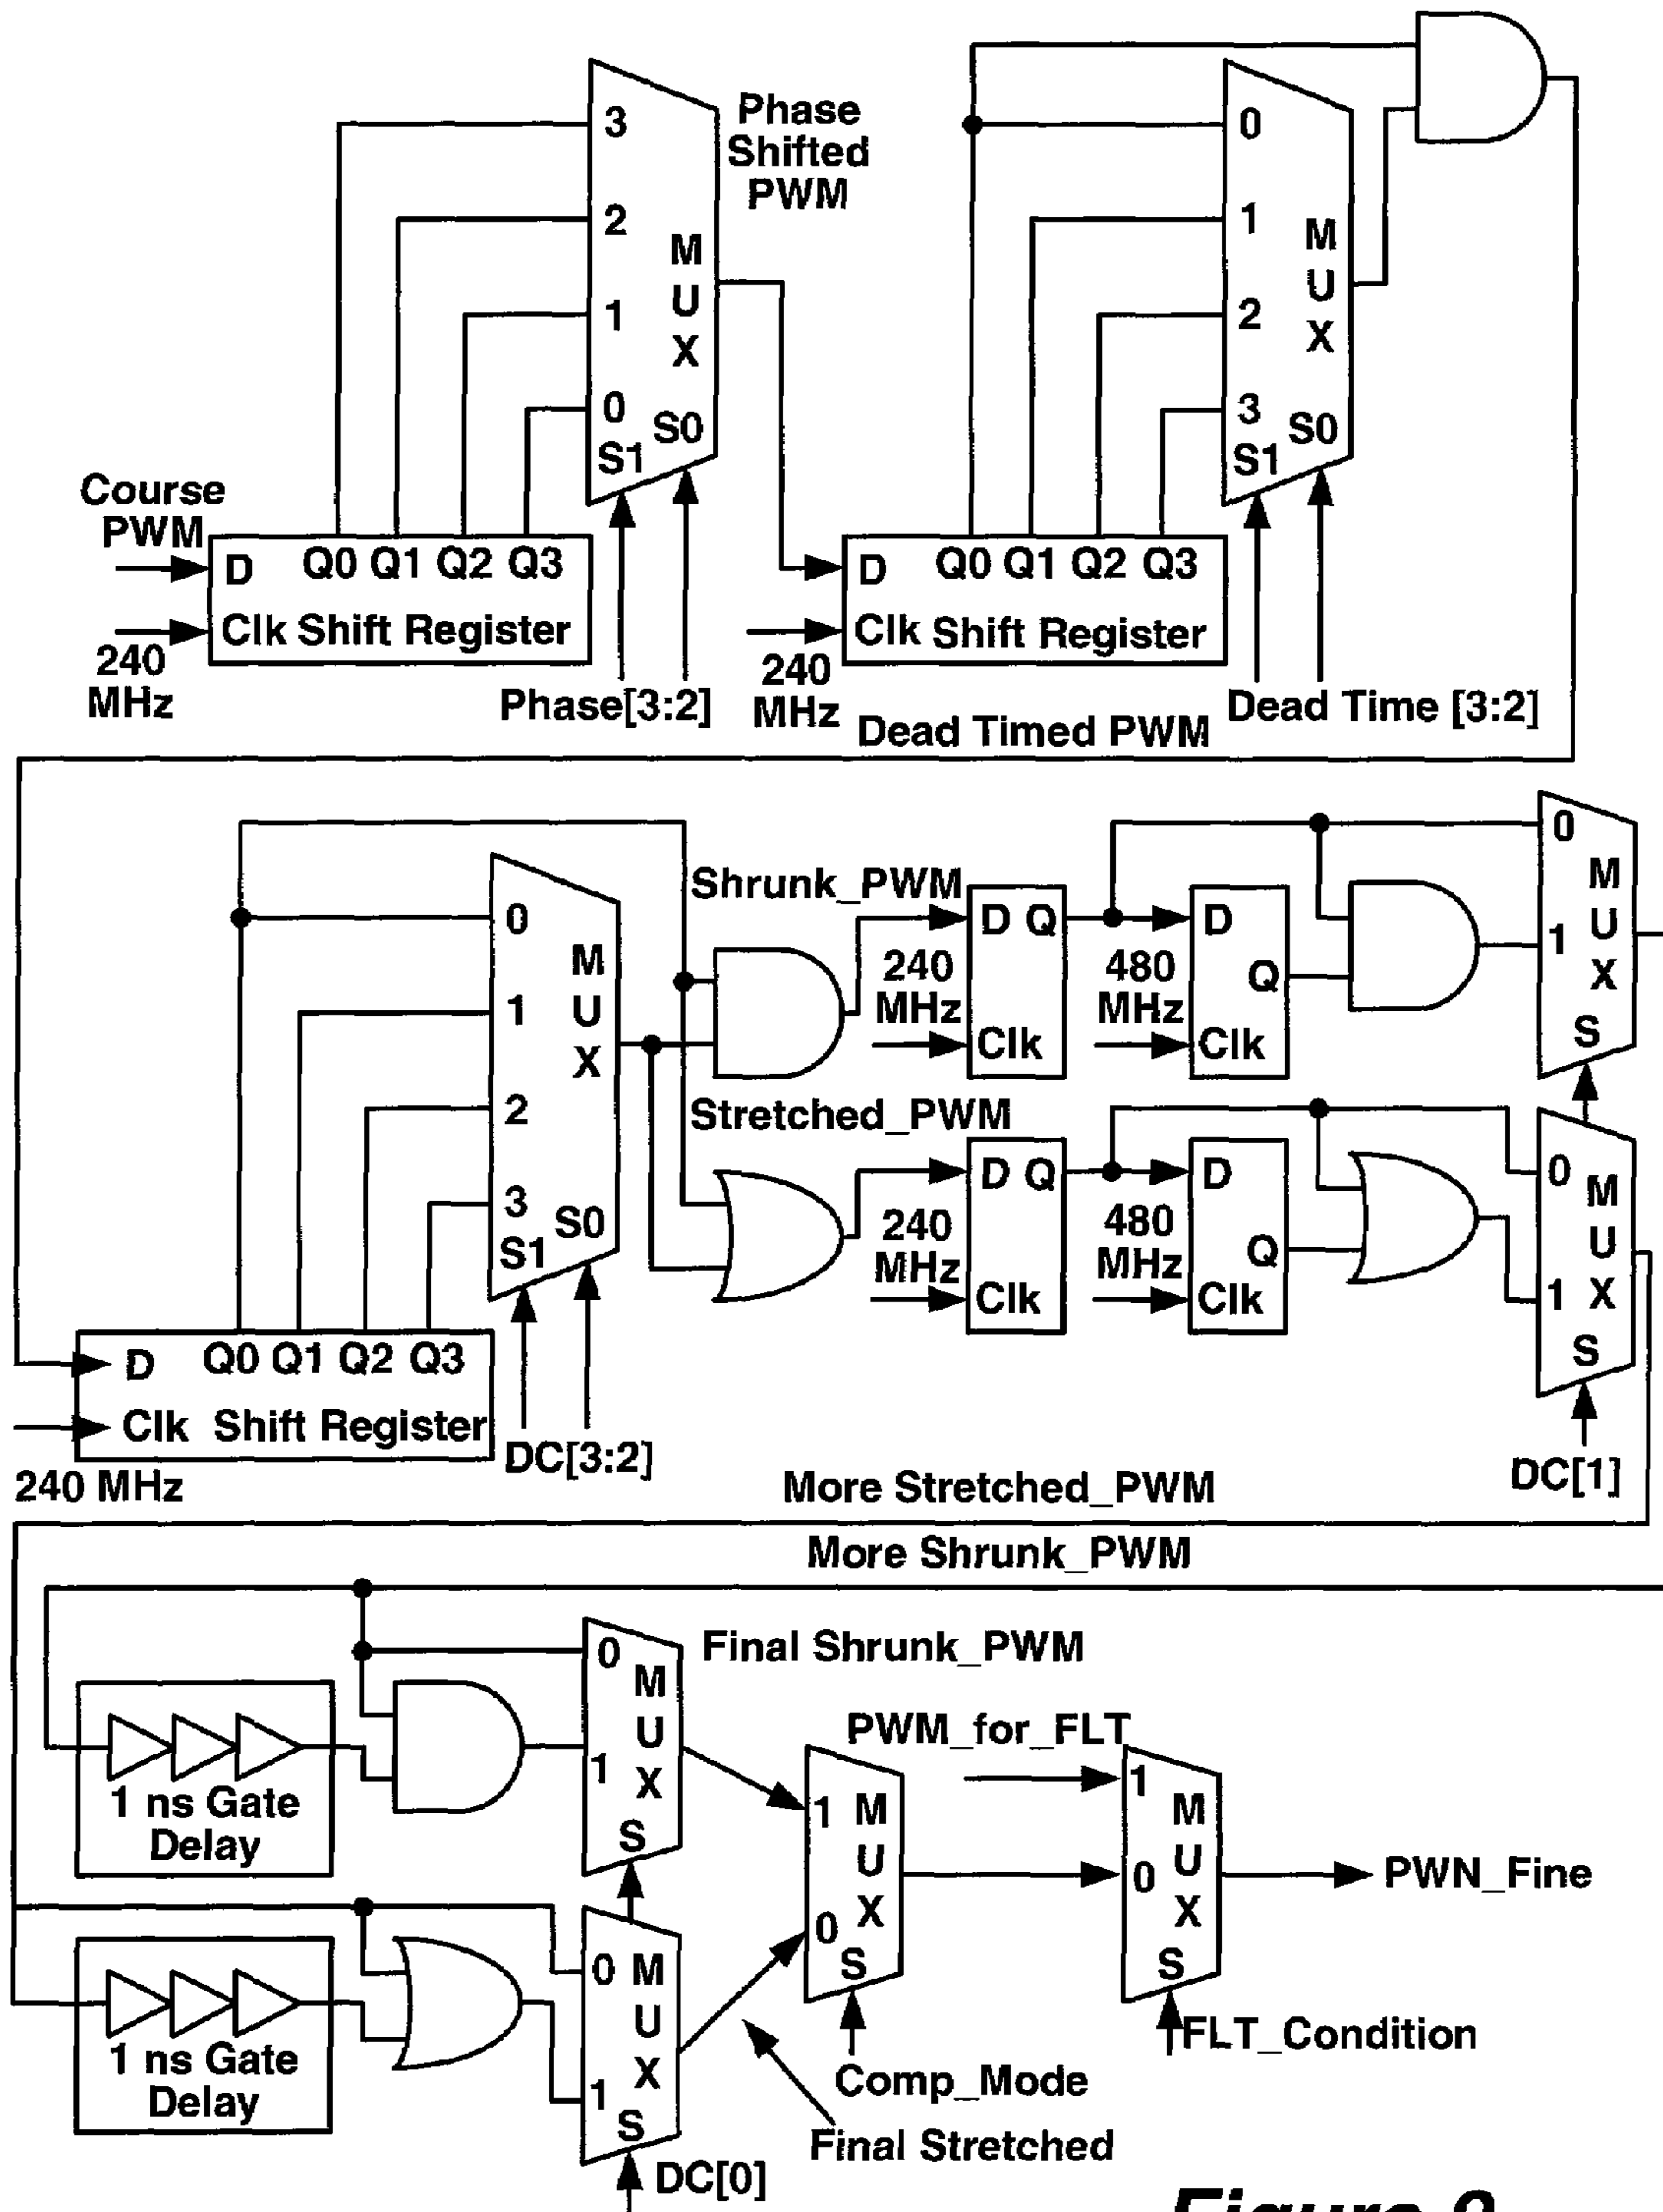 Course
PWM
D Q0 Q1 Q2 Q3
Clk Shift Register
240
MHz
3
2
1
0
M
U
X
S1 S0
Phase[3:2]
Phase
Shifted
PWM
D Q0 Q1 Q2 Q3
Clk Shift Register
240
MHz
0
1
2
3
M
U
X
S1 S0
Dead Time [3:2]
Dead Timed PWM
D Q0 Q1 Q2 Q3
Clk Shift Register
240 MHz
0
1
2
3
M
U
X
S1 S0
DC[3:2]
Shrunk_PWM
D Q
240
MHz
Clk
D
480
MHz
Q
Clk
0
1
M
U
X
S
Stretched_PWM
D Q
240
MHz
Clk
D
480
MHz
Q
Clk
0
1
M
U
X
S
DC[1]
More Stretched_PWM
More Shrunk_PWM
1 ns Gate
Delay
0
1
M
U
X
S
Final Shrunk_PWM
1 ns Gate
Delay
0
1
M
U
X
S
DC[0]
Final Stretched
1
0
M
U
X
S
Comp_Mode
PWM_for_FLT
1
0
M
U
X
S
FLT_Condition
PWN_Fine